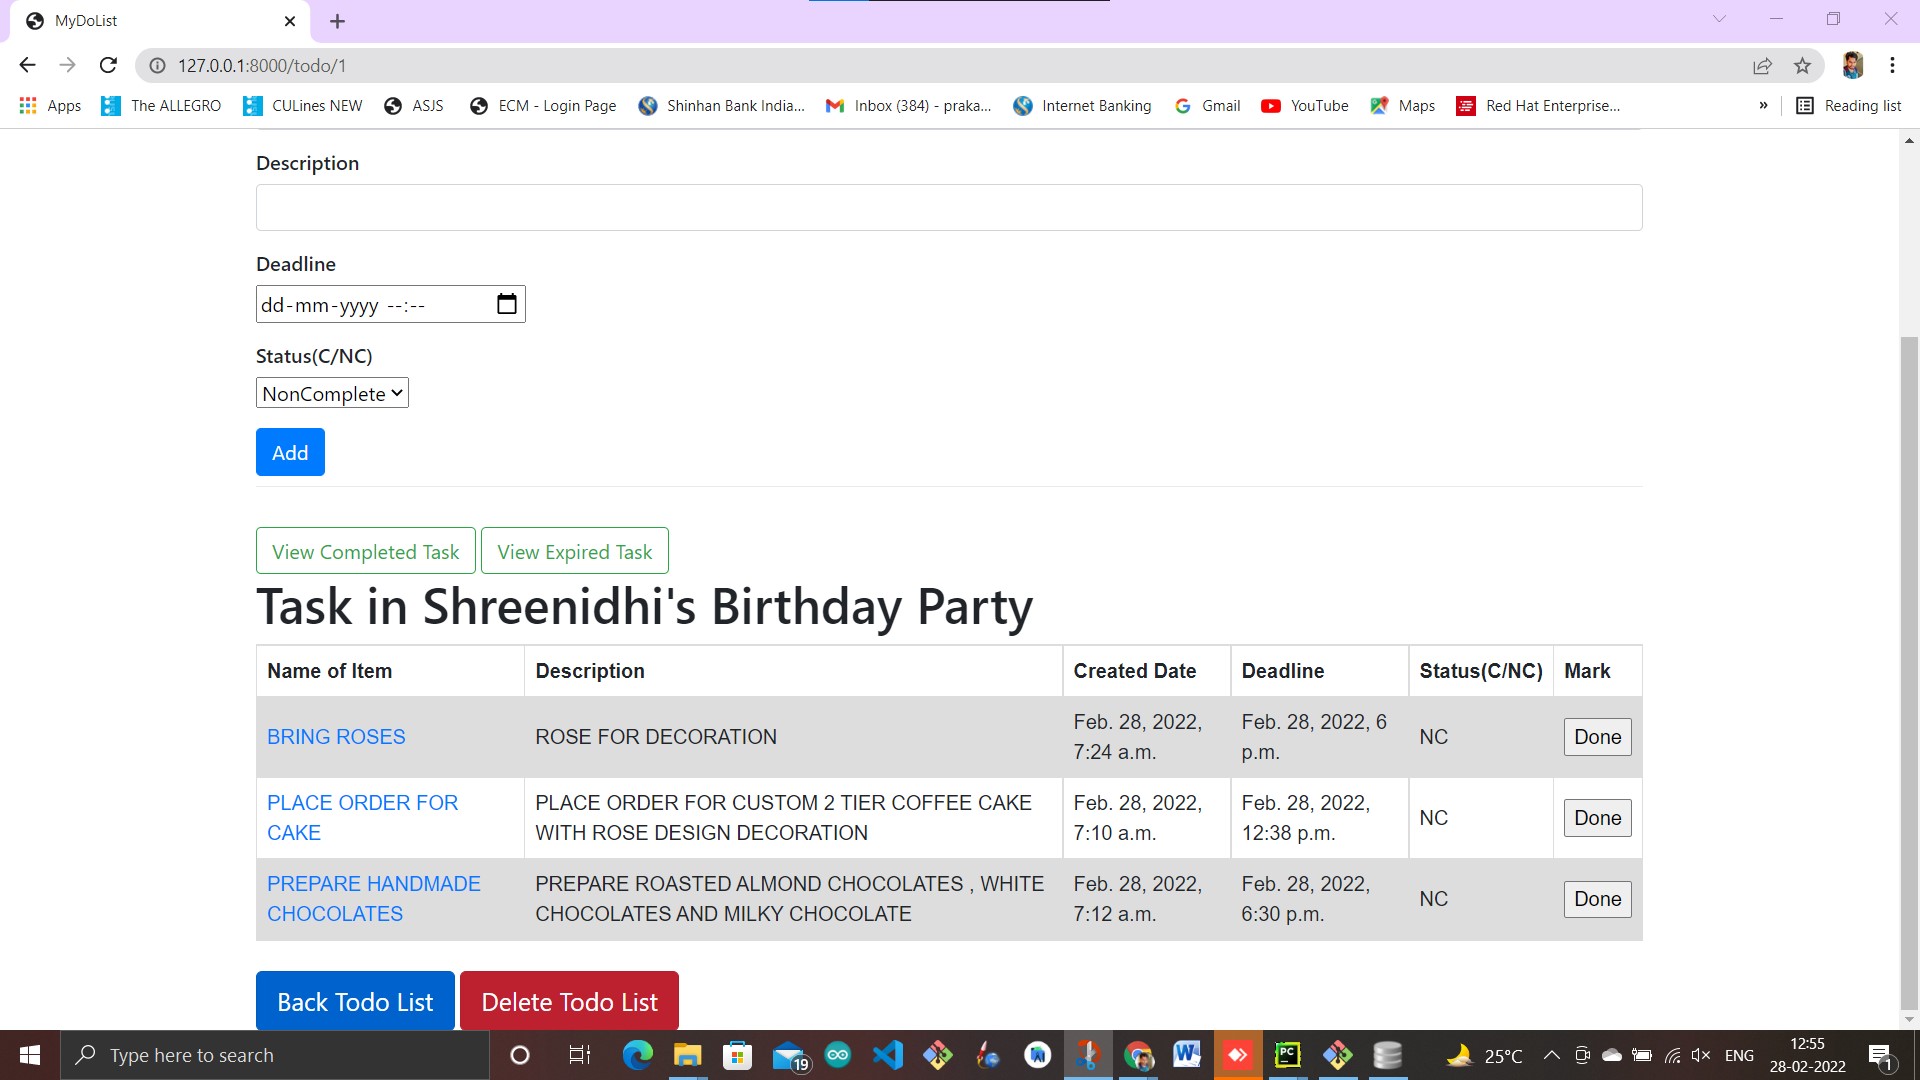 MyDoList
127.0.0.1:8000/todo/1
Apps The ALLEGRO CULines NEW ASJS ECM - Login Page Shinhan Bank India... Inbox (384) - praka... Internet Banking Gmail YouTube Maps Red Hat Enterprise... » Reading list
Description
Deadline
dd-mm-yyyy --:--
Status(C/NC)
NonComplete
Add
View Completed Task View Expired Task
Task in Shreenidhi's Birthday Party
Name of Item Description Created Date Deadline Status(C/NC) Mark
BRING ROSES ROSE FOR DECORATION Feb. 28, 2022, 7:24 a.m. Feb. 28, 2022, 6 p.m. NC Done
PLACE ORDER FOR CAKE PLACE ORDER FOR CUSTOM 2 TIER COFFEE CAKE WITH ROSE DESIGN DECORATION Feb. 28, 2022, 7:10 a.m. Feb. 28, 2022, 12:38 p.m. NC Done
PREPARE HANDMADE CHOCOLATES PREPARE ROASTED ALMOND CHOCOLATES , WHITE CHOCOLATES AND MILKY CHOCOLATE Feb. 28, 2022, 7:12 a.m. Feb. 28, 2022, 6:30 p.m. NC Done
Back Todo List Delete Todo List
Type here to search 19 PC 25°C ENG 12:55 1
28-02-2022